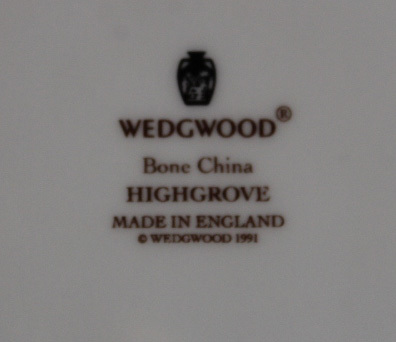 WEDGWOOD®
Bone China
HIGHGROVE
MADE IN ENGLAND
© WEDGWOOD 1991